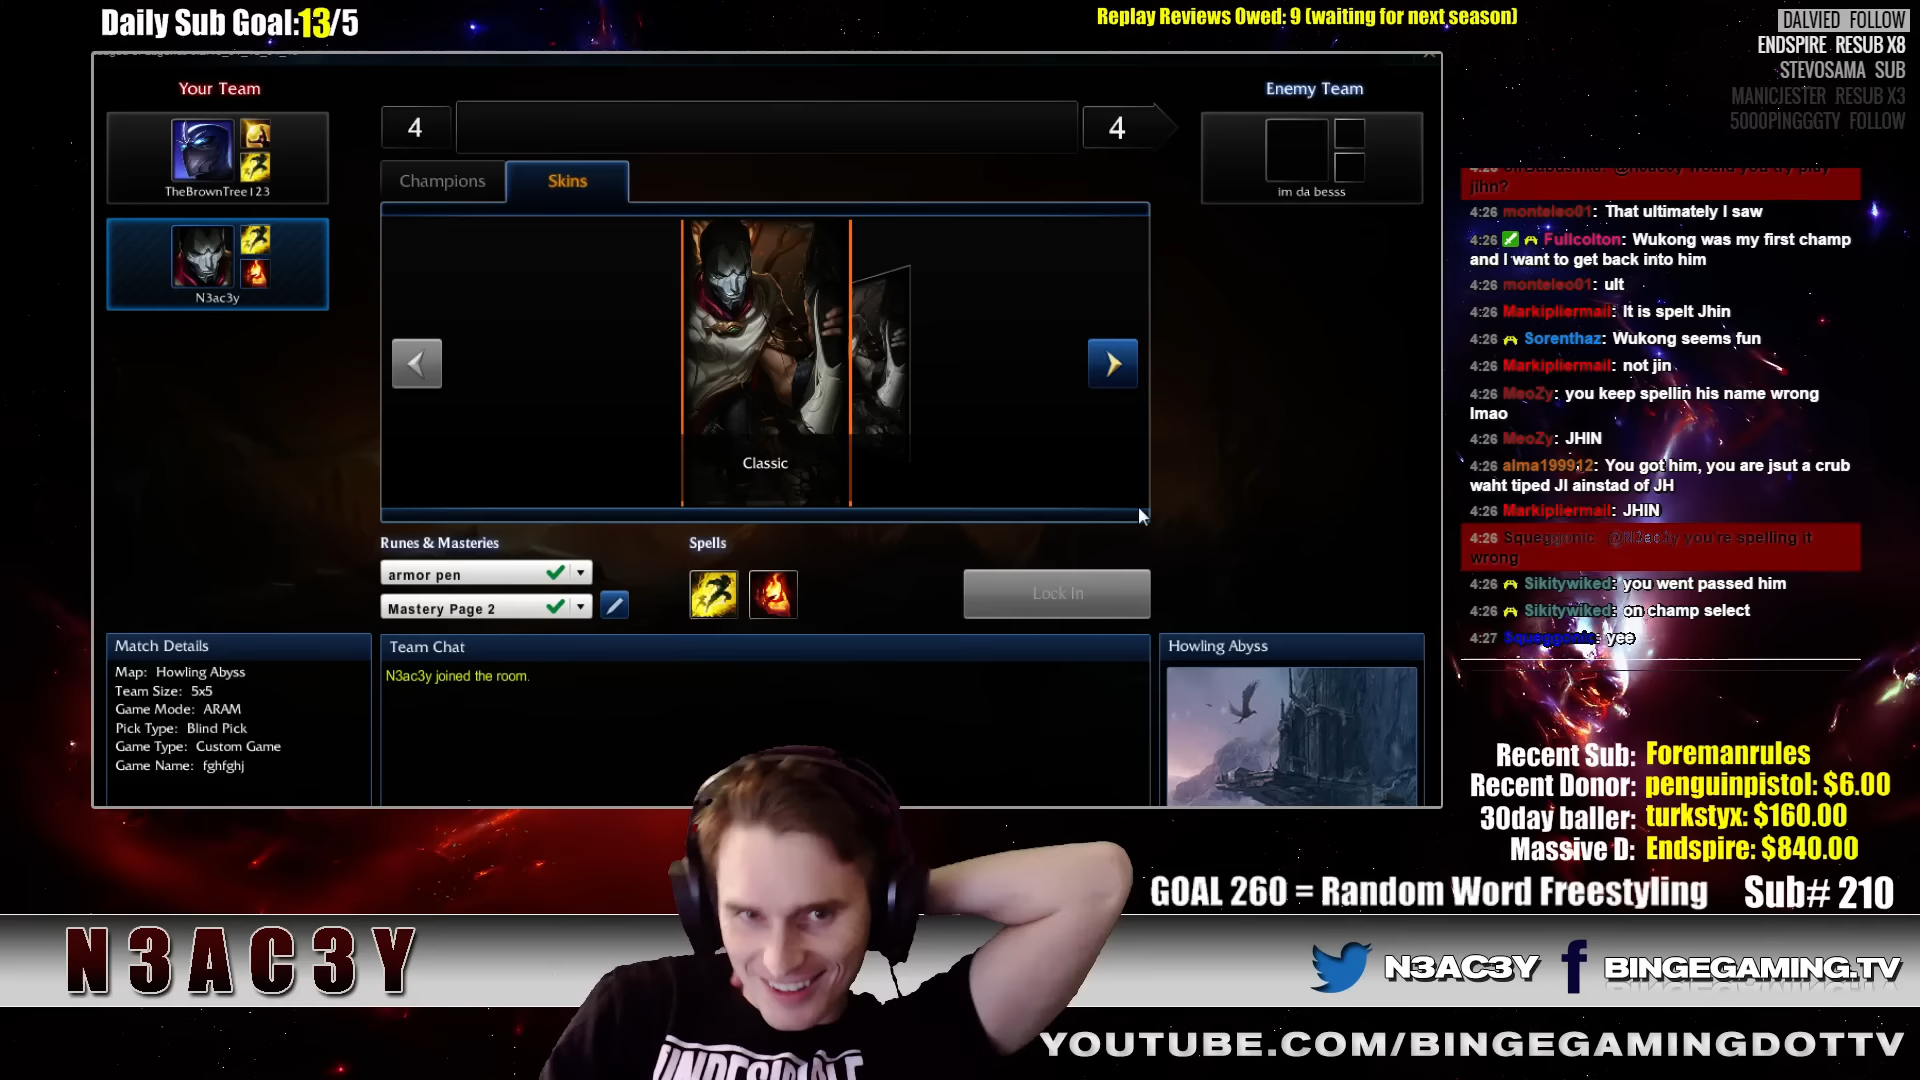 Daily Sub Goal:13/5
Replay Reviews Owed: 9 (waiting for next season)
DALVIED FOLLOW
ENDSPIRE RESUB X8
STEVOSAMA SUB
MANICJESTER RESUB X3
5000PINGGGTY FOLLOW
Your Team
Enemy Team
TheBrownTree123
N3ac3y
im da besss
4
4
Champions
Skins
Classic
Runes & Masteries
Spells
armor pen
Mastery Page 2
Lock In
Match Details
Map: Howling Abyss
Team Size: 5x5
Game Mode: ARAM
Pick Type: Blind Pick
Game Type: Custom Game
Game Name: fghfghj
Team Chat
N3ac3y joined the room.
Howling Abyss
jihn?
4:26 monteleo01: That ultimately I saw
4:26 Fullcolton: Wukong was my first champ
and I want to get back into him
4:26 monteleo01: ult
4:26 Markipliermail: It is spelt Jhin
4:26 Sorenthaz: Wukong seems fun
4:26 Markipliermail: not jin
4:26 MeoZy: you keep spellin his name wrong
lmao
4:26 MeoZy: JHIN
4:26 alma199912: You got him, you are jsut a crub
waht tiped JI ainstad of JH
4:26 Markipliermail: JHIN
4:26 Squeggonic @N3ac3y you're spelling it
wrong
4:26 Sikitywiked: you went passed him
4:26 Sikitywiked: on champ select
4:27 Squeggonic: yee
Recent Sub: Foremanrules
Recent Donor: penguinpistol: $6.00
30day baller: turkstyx: $160.00
Massive D: Endspire: $840.00
GOAL 260 = Random Word Freestyling Sub# 210
N3AC3Y
N3AC3Y
BINGEGAMING.TV
YOUTUBE.COM/BINGEGAMINGDOTTV